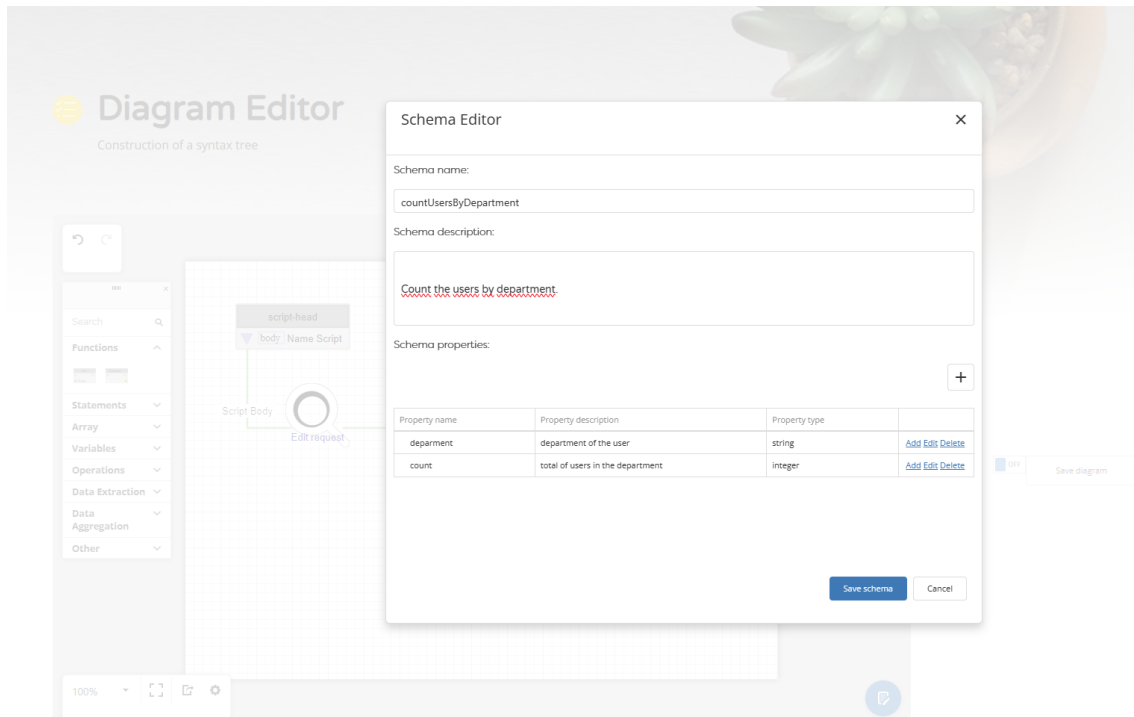 Diagram Editor
Construction of a syntax tree
Search
Functions
Statements
Array
Variables
Operations
Data Extraction
Data
Aggregation
Other
script-head
body Name Script
Script Body
Edit request
100%
Schema Editor
Schema name:
countUsersByDepartment
Schema description:
Count the users by department.
Schema properties:
+
Property name Property description Property type
deparment department of the user string Add Edit Delete
count total of users in the department integer Add Edit Delete
Save schema Cancel
Save diagram